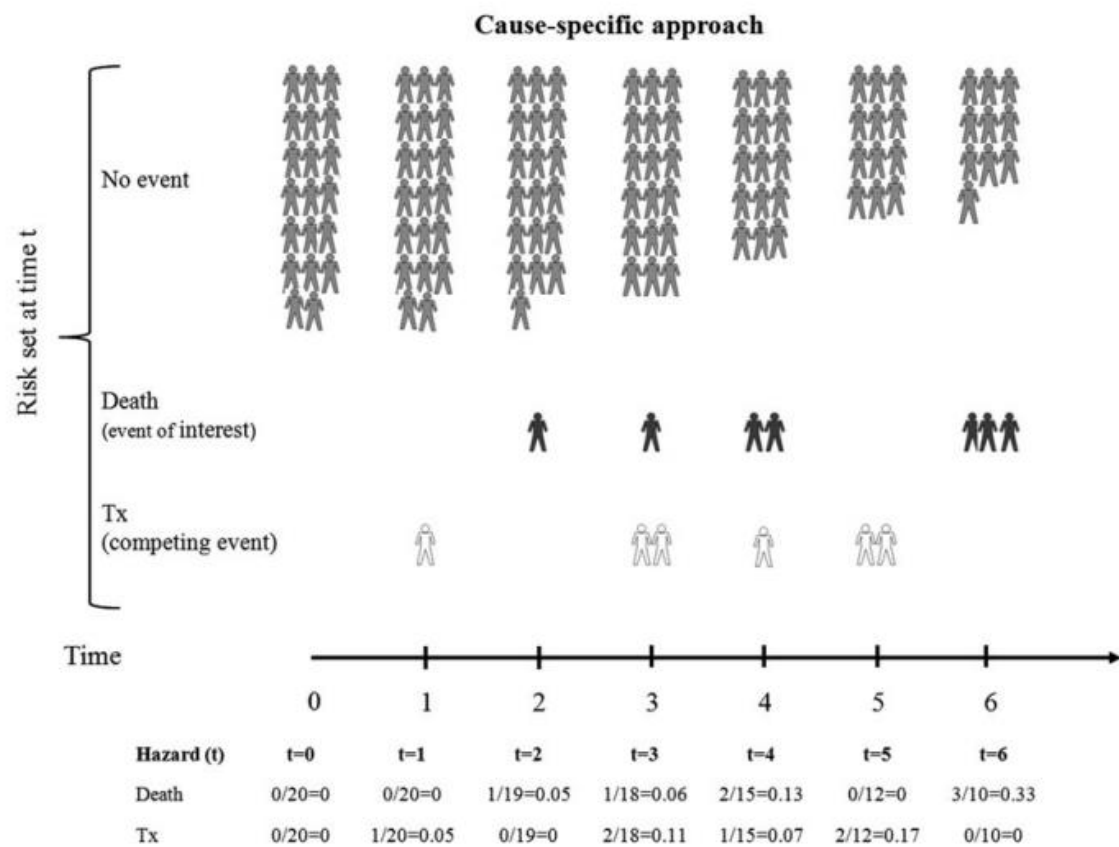 Cause-specific approach
Risk set at time t
No event
Death
(event of interest)
Tx
(competing event)
Time
0 1 2 3 4 5 6
Hazard (t) t=0 t=1 t=2 t=3 t=4 t=5 t=6
Death 0/20=0 0/20=0 1/19=0.05 1/18=0.06 2/15=0.13 0/12=0 3/10=0.33
Tx 0/20=0 1/20=0.05 0/19=0 2/18=0.11 1/15=0.07 2/12=0.17 0/10=0